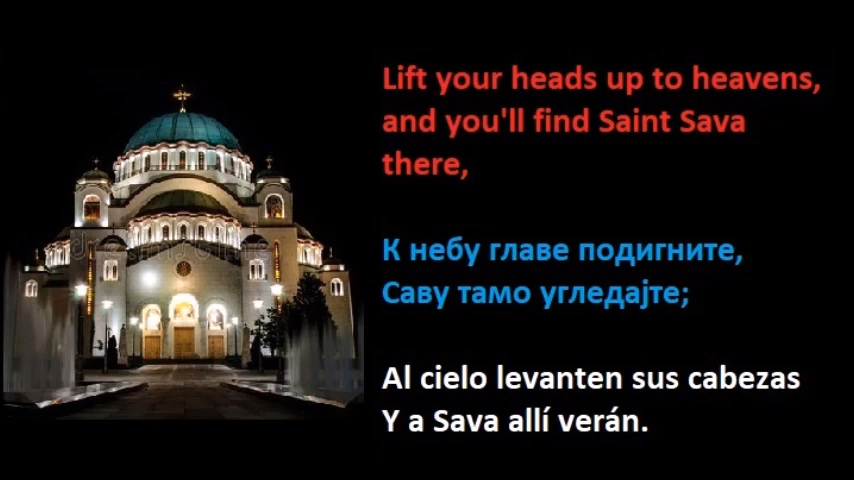 Lift your heads up to heavens,
and you'll find Saint Sava
there,
К небу главе подигните,
Саву тамо угледајте;
Al cielo levanten sus cabezas
Y a Sava allí verán.